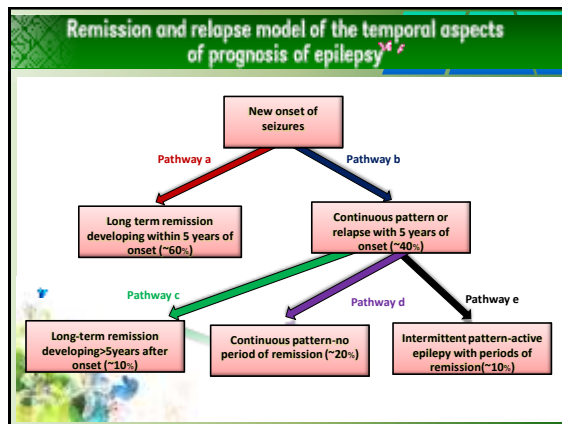 Remission and relapse model of the temporal aspects
of prognosis of epilepsy
New onset of
seizures
Pathway a
Pathway b
Long term remission
developing within 5 years of
onset (~60%)
Continuous pattern or
relapse with 5 years of
onset (~40%)
Pathway c
Pathway d
Pathway e
Long-term remission
developing>5years after
onset (~10%)
Continuous pattern-no
period of remission (~20%)
Intermittent pattern-active
epilepy with periods of
remission(~10%)